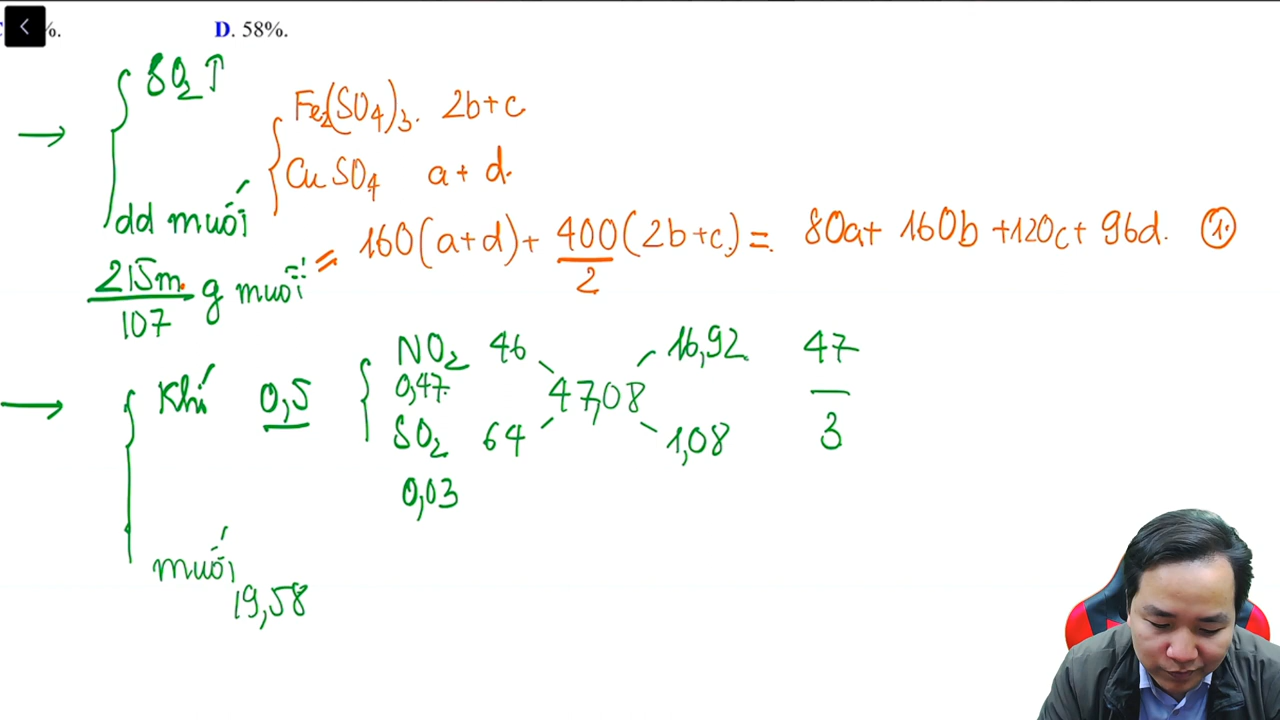 %. D. 58%.
→ SO2 ↑
Fe2(SO4)3. 2b+c
CuSO4 a+d.
dd muối
= 160(a+d) + 400/2 (2b+c) = 80a + 160b + 120c + 96d. (1.)
215m/107 g muối
→ Khí 0,5
NO2 46 16,92 47/3
0,47 47,08
SO2 64 1,08
0,03
muối
19,58